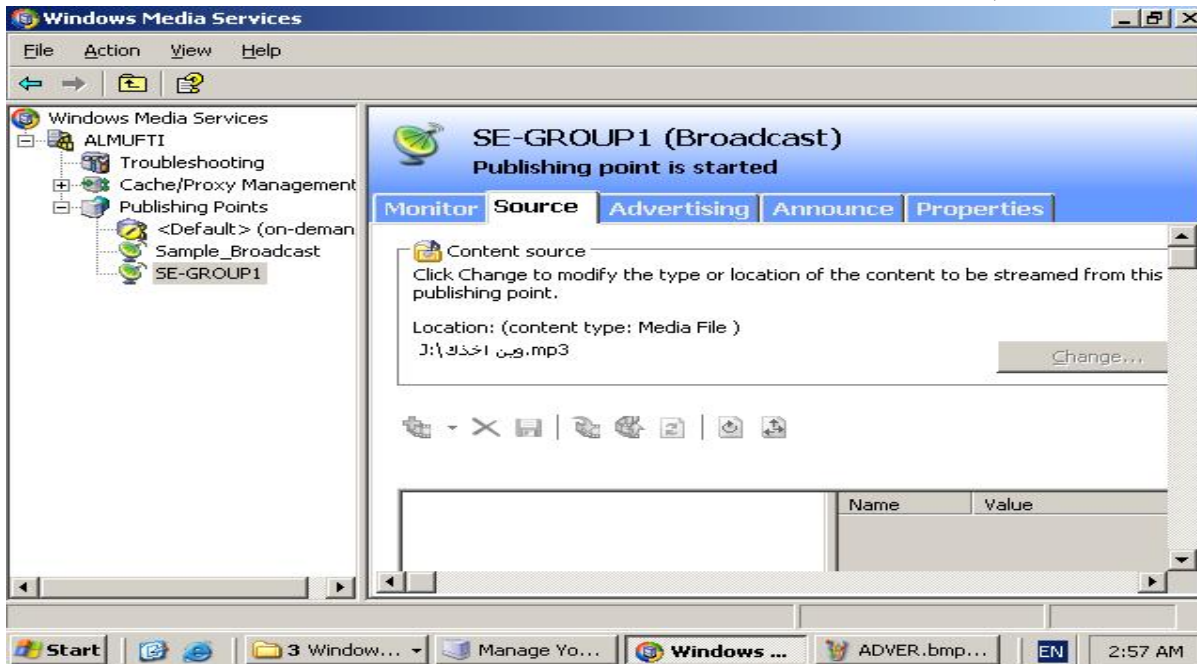 Windows Media Services
File Action View Help
Windows Media Services
ALMUFTI
Troubleshooting
Cache/Proxy Management
Publishing Points
<Default> (on-deman
Sample_Broadcast
SE-GROUP1
SE-GROUP1 (Broadcast)
Publishing point is started
Monitor Source Advertising Announce Properties
Content source
Click Change to modify the type or location of the content to be streamed from this
publishing point.
Location: (content type: Media File )
J:\وين اخذك.mp3
Change...
Name Value
Start 3 Window... Manage Yo... Windows ... ADVER.bmp... EN 2:57 AM